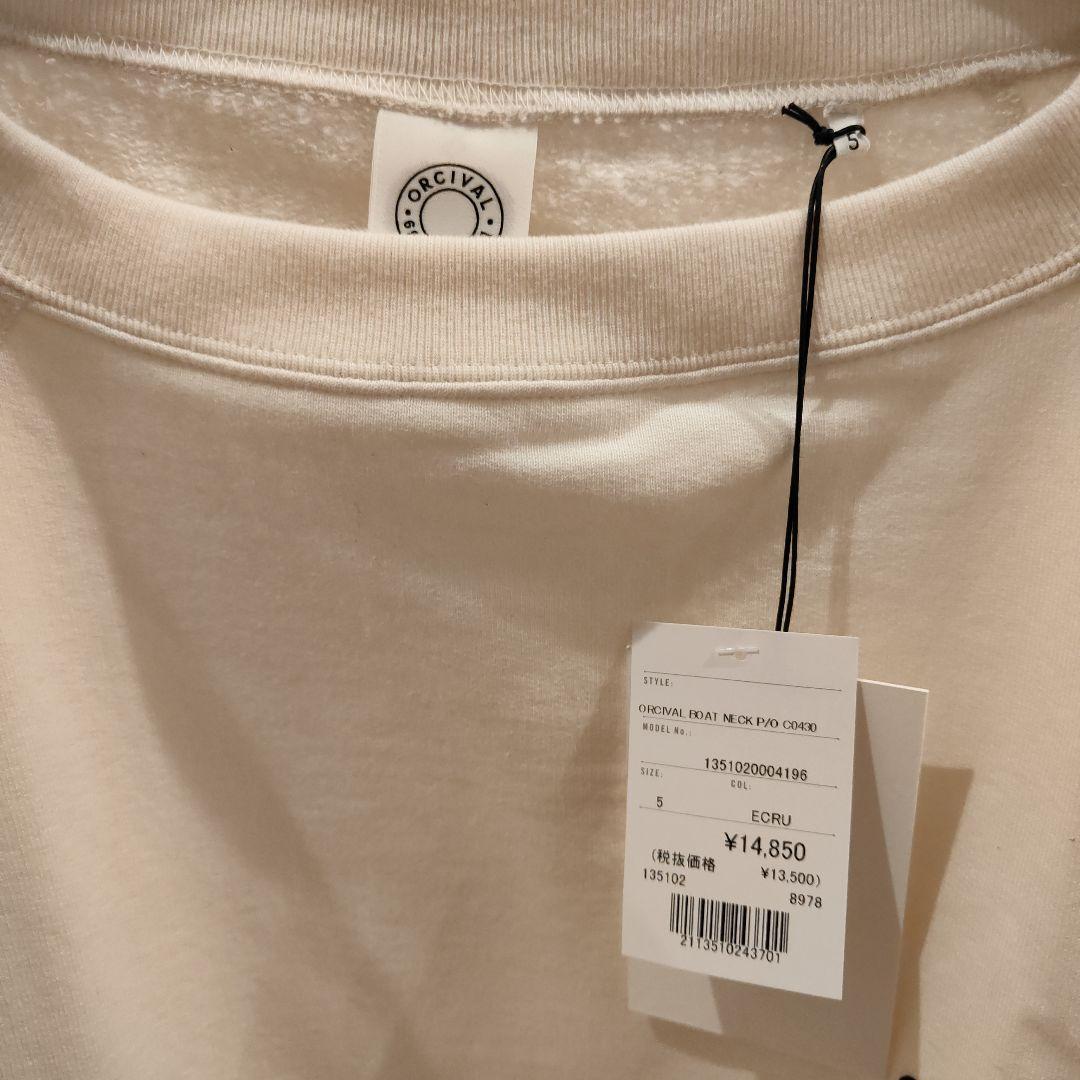 ORCIVAL
5
STYLE:
ORCIVAL BOAT NECK P/O C0430
MODEL No.:
1351020004196
SIZE:
COL:
5
ECRU
¥14,850
(税抜価格 ¥13,500)
135102
8978
2113510243701